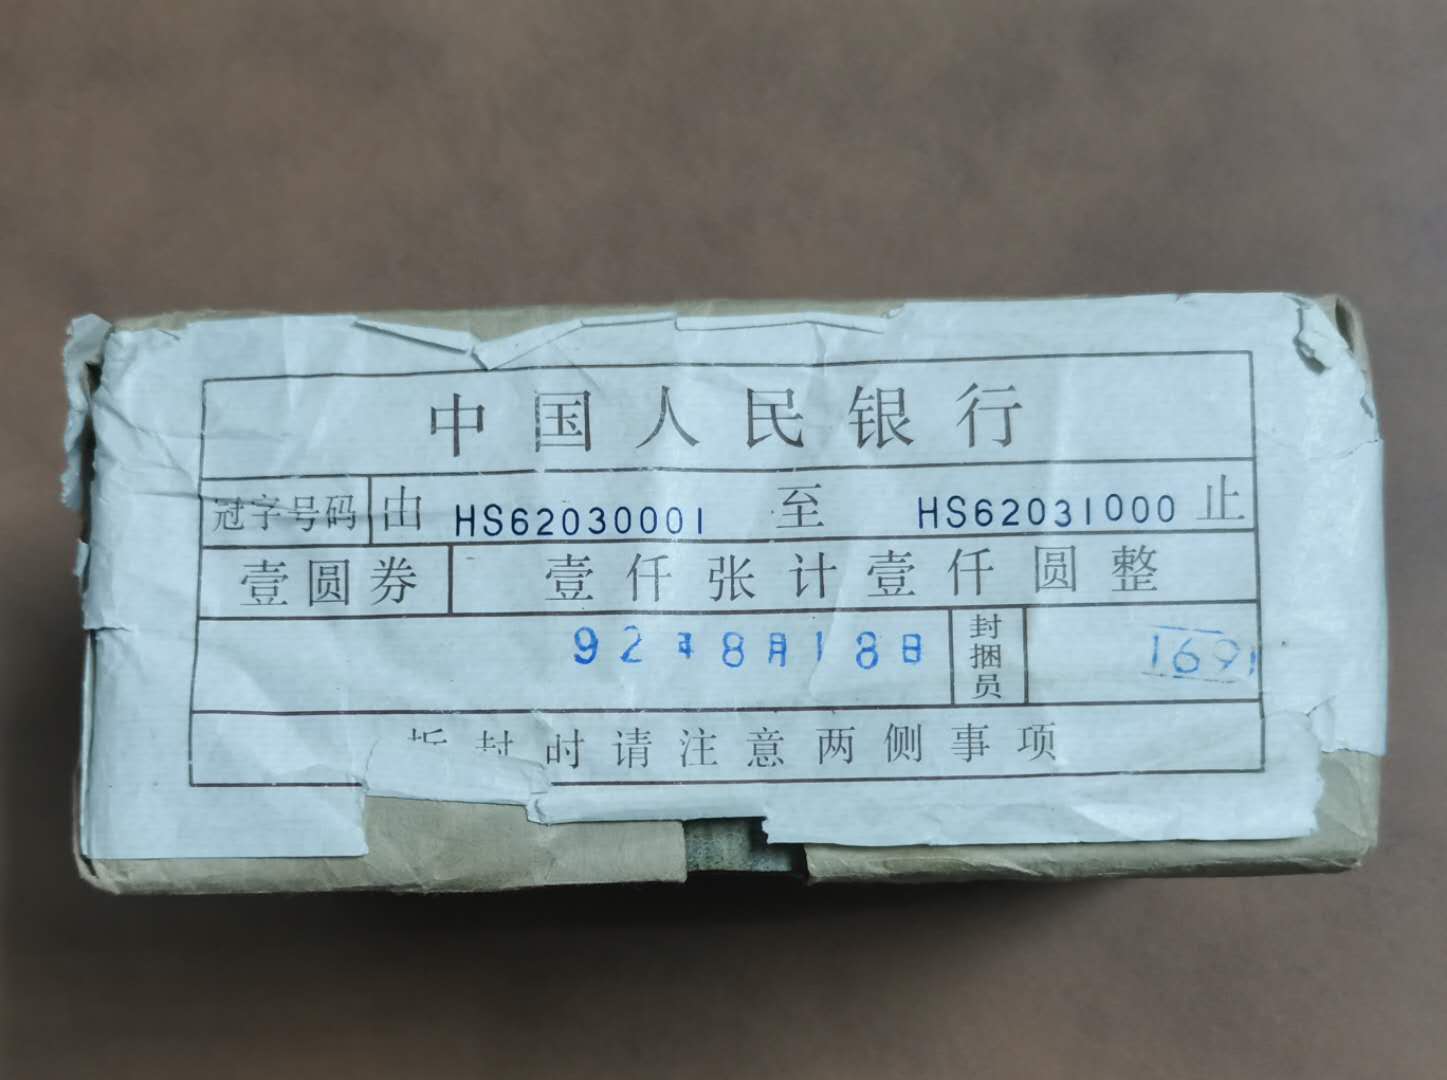 中国人民银行
冠字号码 由 HS62030001 至 HS62031000 止
壹圆券 壹仟张计壹仟圆整
92年8月18日 封捆员 169
拆封时请注意两侧事项